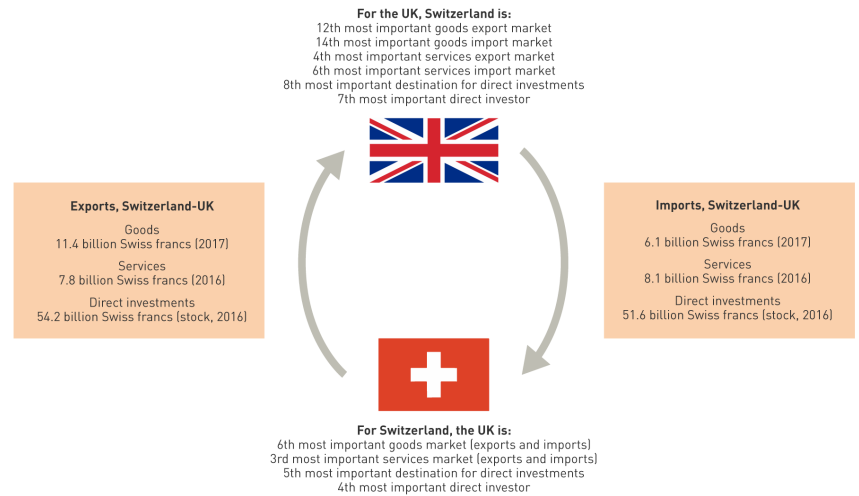 For the UK, Switzerland is:
12th most important goods export market
14th most important goods import market
4th most important services export market
6th most important services import market
8th most important destination for direct investments
7th most important direct investor
Exports, Switzerland-UK
Goods
11.4 billion Swiss francs (2017)
Services
7.8 billion Swiss francs (2016)
Direct investments
54.2 billion Swiss francs (stock, 2016)
Imports, Switzerland-UK
Goods
6.1 billion Swiss francs (2017)
Services
8.1 billion Swiss francs (2016)
Direct investments
51.6 billion Swiss francs (stock, 2016)
For Switzerland, the UK is:
6th most important goods market (exports and imports)
3rd most important services market (exports and imports)
5th most important destination for direct investments
4th most important direct investor